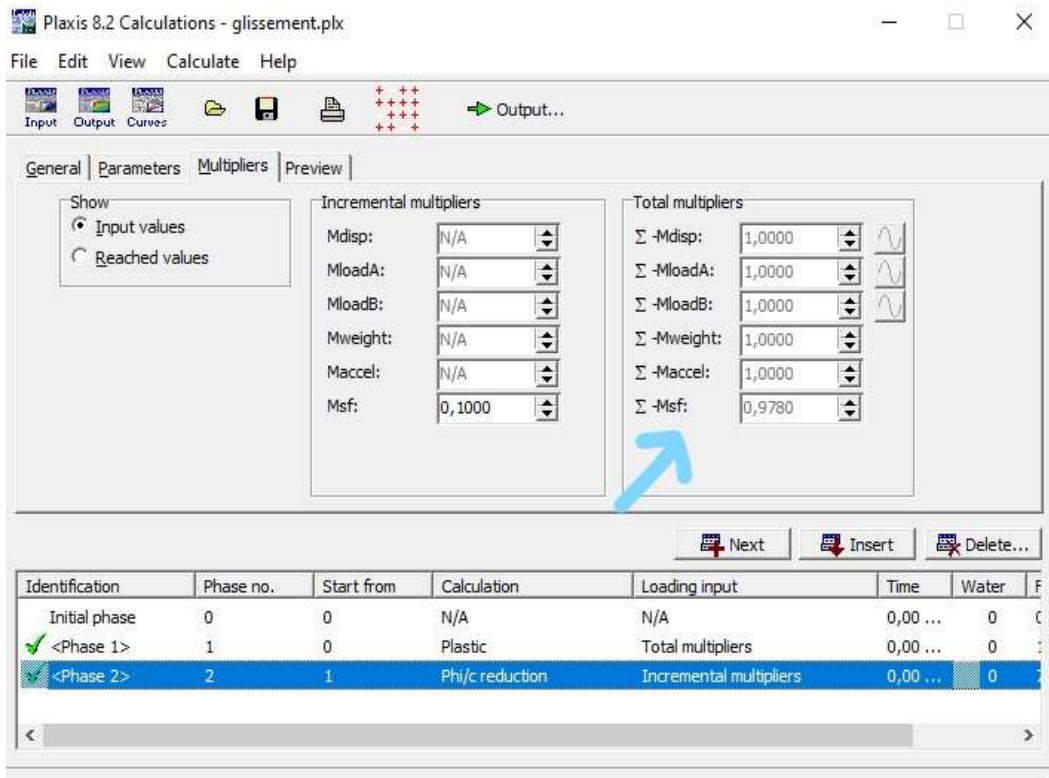 Plaxis 8.2 Calculations - glissement.plx
File Edit View Calculate Help
Input Output Curves Output...
General Parameters Multipliers Preview
Show
Input values
Reached values
Incremental multipliers
Mdisp: N/A
MloadA: N/A
MloadB: N/A
Mweight: N/A
Maccel: N/A
Msf: 0,1000
Total multipliers
Σ -Mdisp: 1,0000
Σ -MloadA: 1,0000
Σ -MloadB: 1,0000
Σ -Mweight: 1,0000
Σ -Maccel: 1,0000
Σ -Msf: 0,9780
Next Insert Delete...
Identification Phase no. Start from Calculation Loading input Time Water F
Initial phase 0 0 N/A N/A 0,00 ... 0
<Phase 1> 1 0 Plastic Total multipliers 0,00 ... 0
<Phase 2> 2 1 Phi/c reduction Incremental multipliers 0,00 ... 0